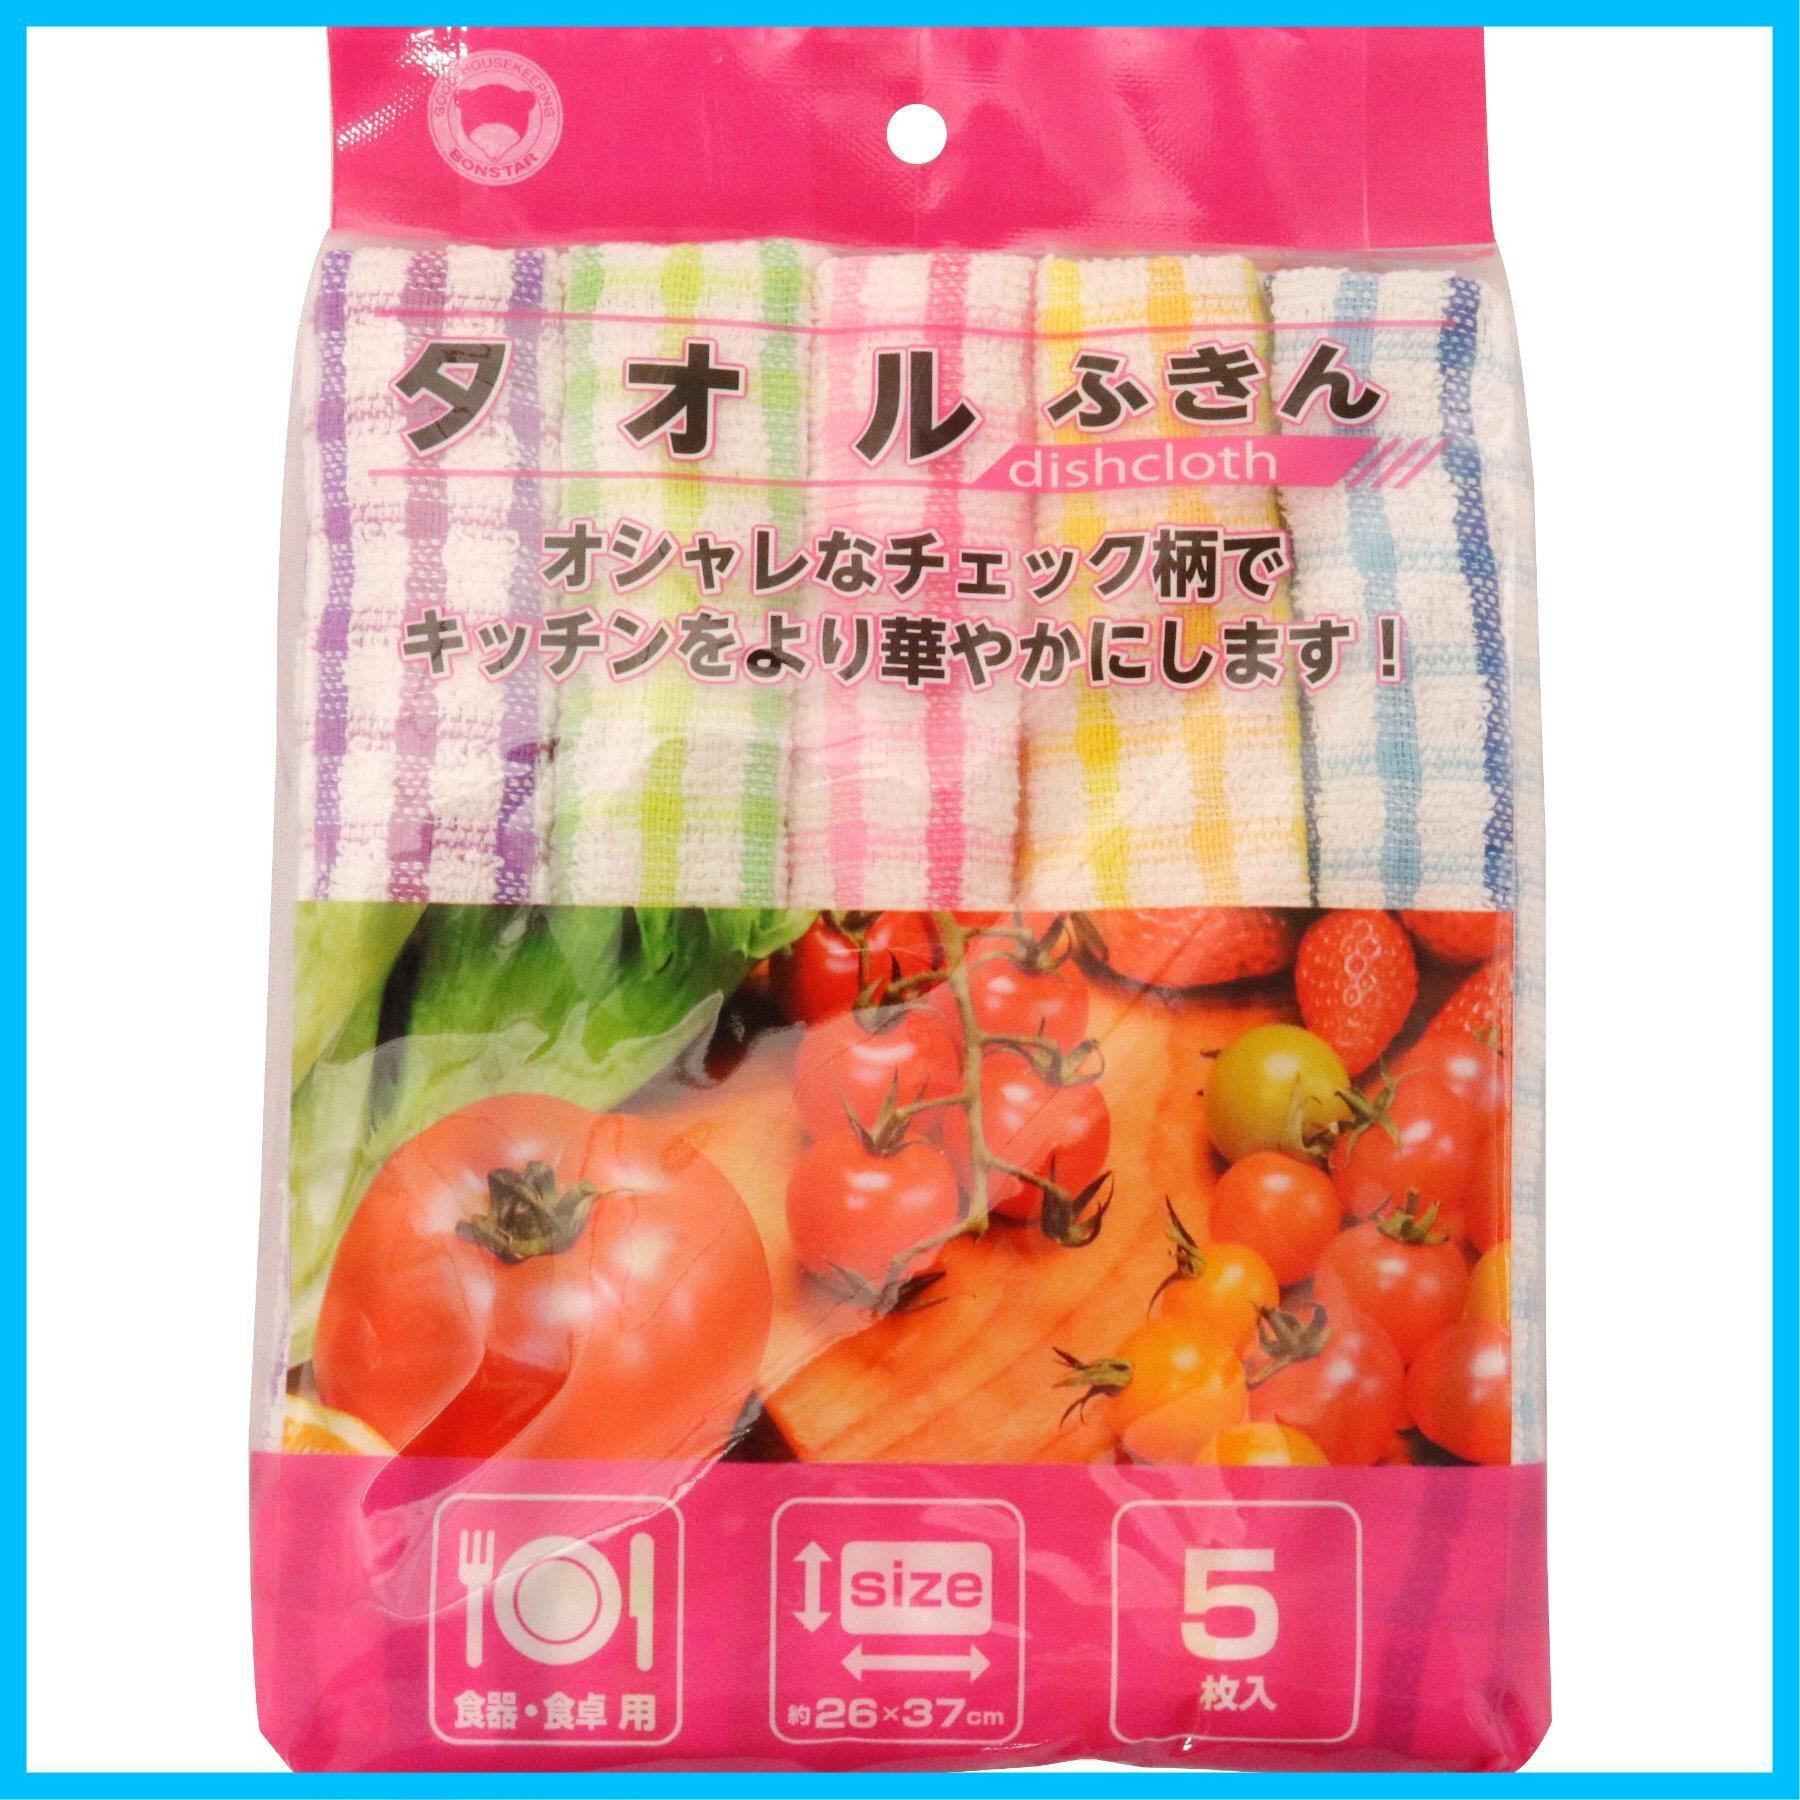 GOOD HOUSEKEEPING
BONSTAR
タオルふきん
dishcloth
オシャレなチェック柄で
キッチンをより華やかにします！
食器・食卓 用
size
約26×37cm
5
枚入